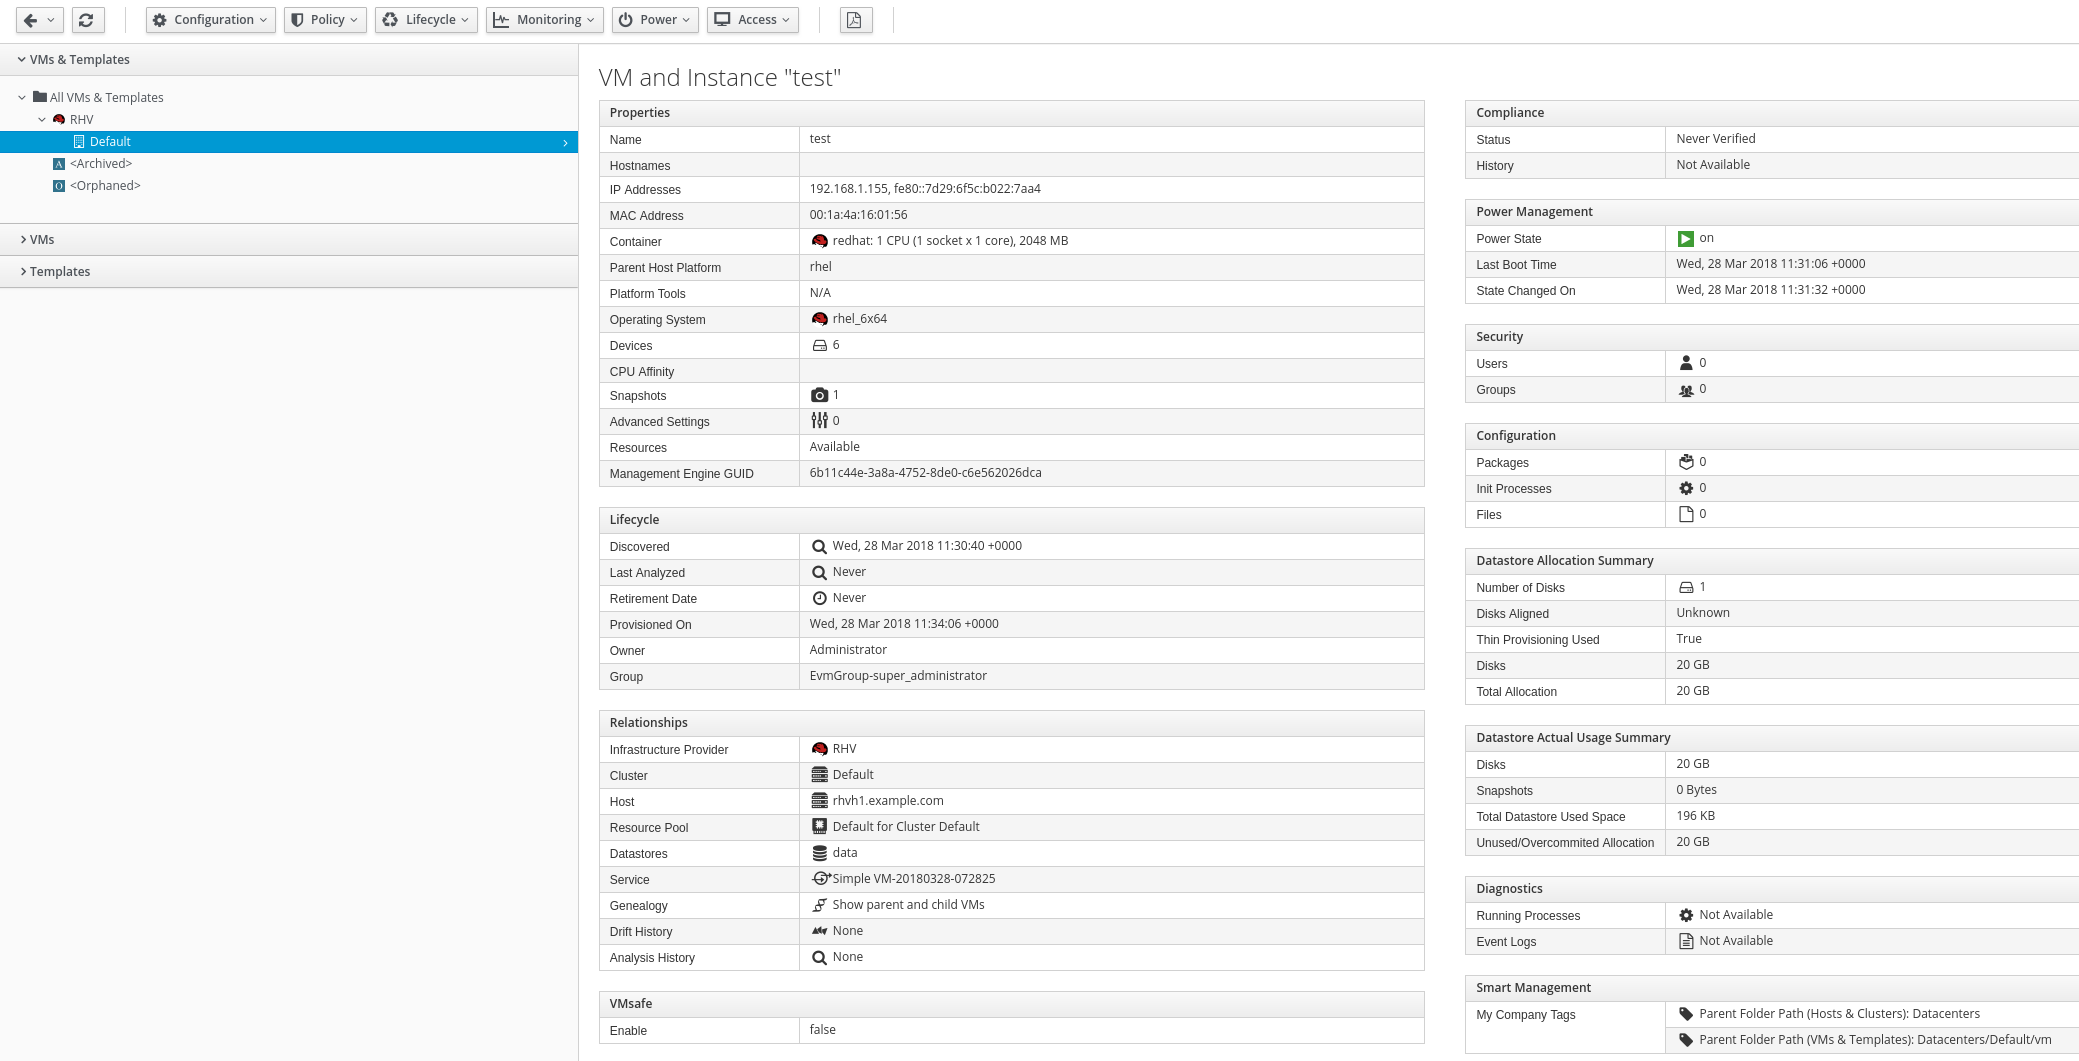 Configuration Policy Lifecycle Monitoring Power Access
VMs & Templates
All VMs & Templates
RHV
Default
<Archived>
<Orphaned>
VMs
Templates
VM and Instance "test"
Properties
Name test
Hostnames
IP Addresses 192.168.1.155, fe80::7d29:6f5c:b022:7aa4
MAC Address 00:1a:4a:16:01:56
Container redhat: 1 CPU (1 socket x 1 core), 2048 MB
Parent Host Platform rhel
Platform Tools N/A
Operating System rhel_6x64
Devices 6
CPU Affinity
Snapshots 1
Advanced Settings 0
Resources Available
Management Engine GUID 6b11c44e-3a8a-4752-8de0-c6e562026dca
Lifecycle
Discovered Wed, 28 Mar 2018 11:30:40 +0000
Last Analyzed Never
Retirement Date Never
Provisioned On Wed, 28 Mar 2018 11:34:06 +0000
Owner Administrator
Group EvmGroup-super_administrator
Relationships
Infrastructure Provider RHV
Cluster Default
Host rhvh1.example.com
Resource Pool Default for Cluster Default
Datastores data
Service Simple VM-20180328-072825
Genealogy Show parent and child VMs
Drift History None
Analysis History None
VMsafe
Enable false
Compliance
Status Never Verified
History Not Available
Power Management
Power State on
Last Boot Time Wed, 28 Mar 2018 11:31:06 +0000
State Changed On Wed, 28 Mar 2018 11:31:32 +0000
Security
Users 0
Groups 0
Configuration
Packages 0
Init Processes 0
Files 0
Datastore Allocation Summary
Number of Disks 1
Disks Aligned Unknown
Thin Provisioning Used True
Disks 20 GB
Total Allocation 20 GB
Datastore Actual Usage Summary
Disks 20 GB
Snapshots 0 Bytes
Total Datastore Used Space 196 KB
Unused/Overcommited Allocation 20 GB
Diagnostics
Running Processes Not Available
Event Logs Not Available
Smart Management
My Company Tags Parent Folder Path (Hosts & Clusters): Datacenters
Parent Folder Path (VMs & Templates): Datacenters/Default/vm